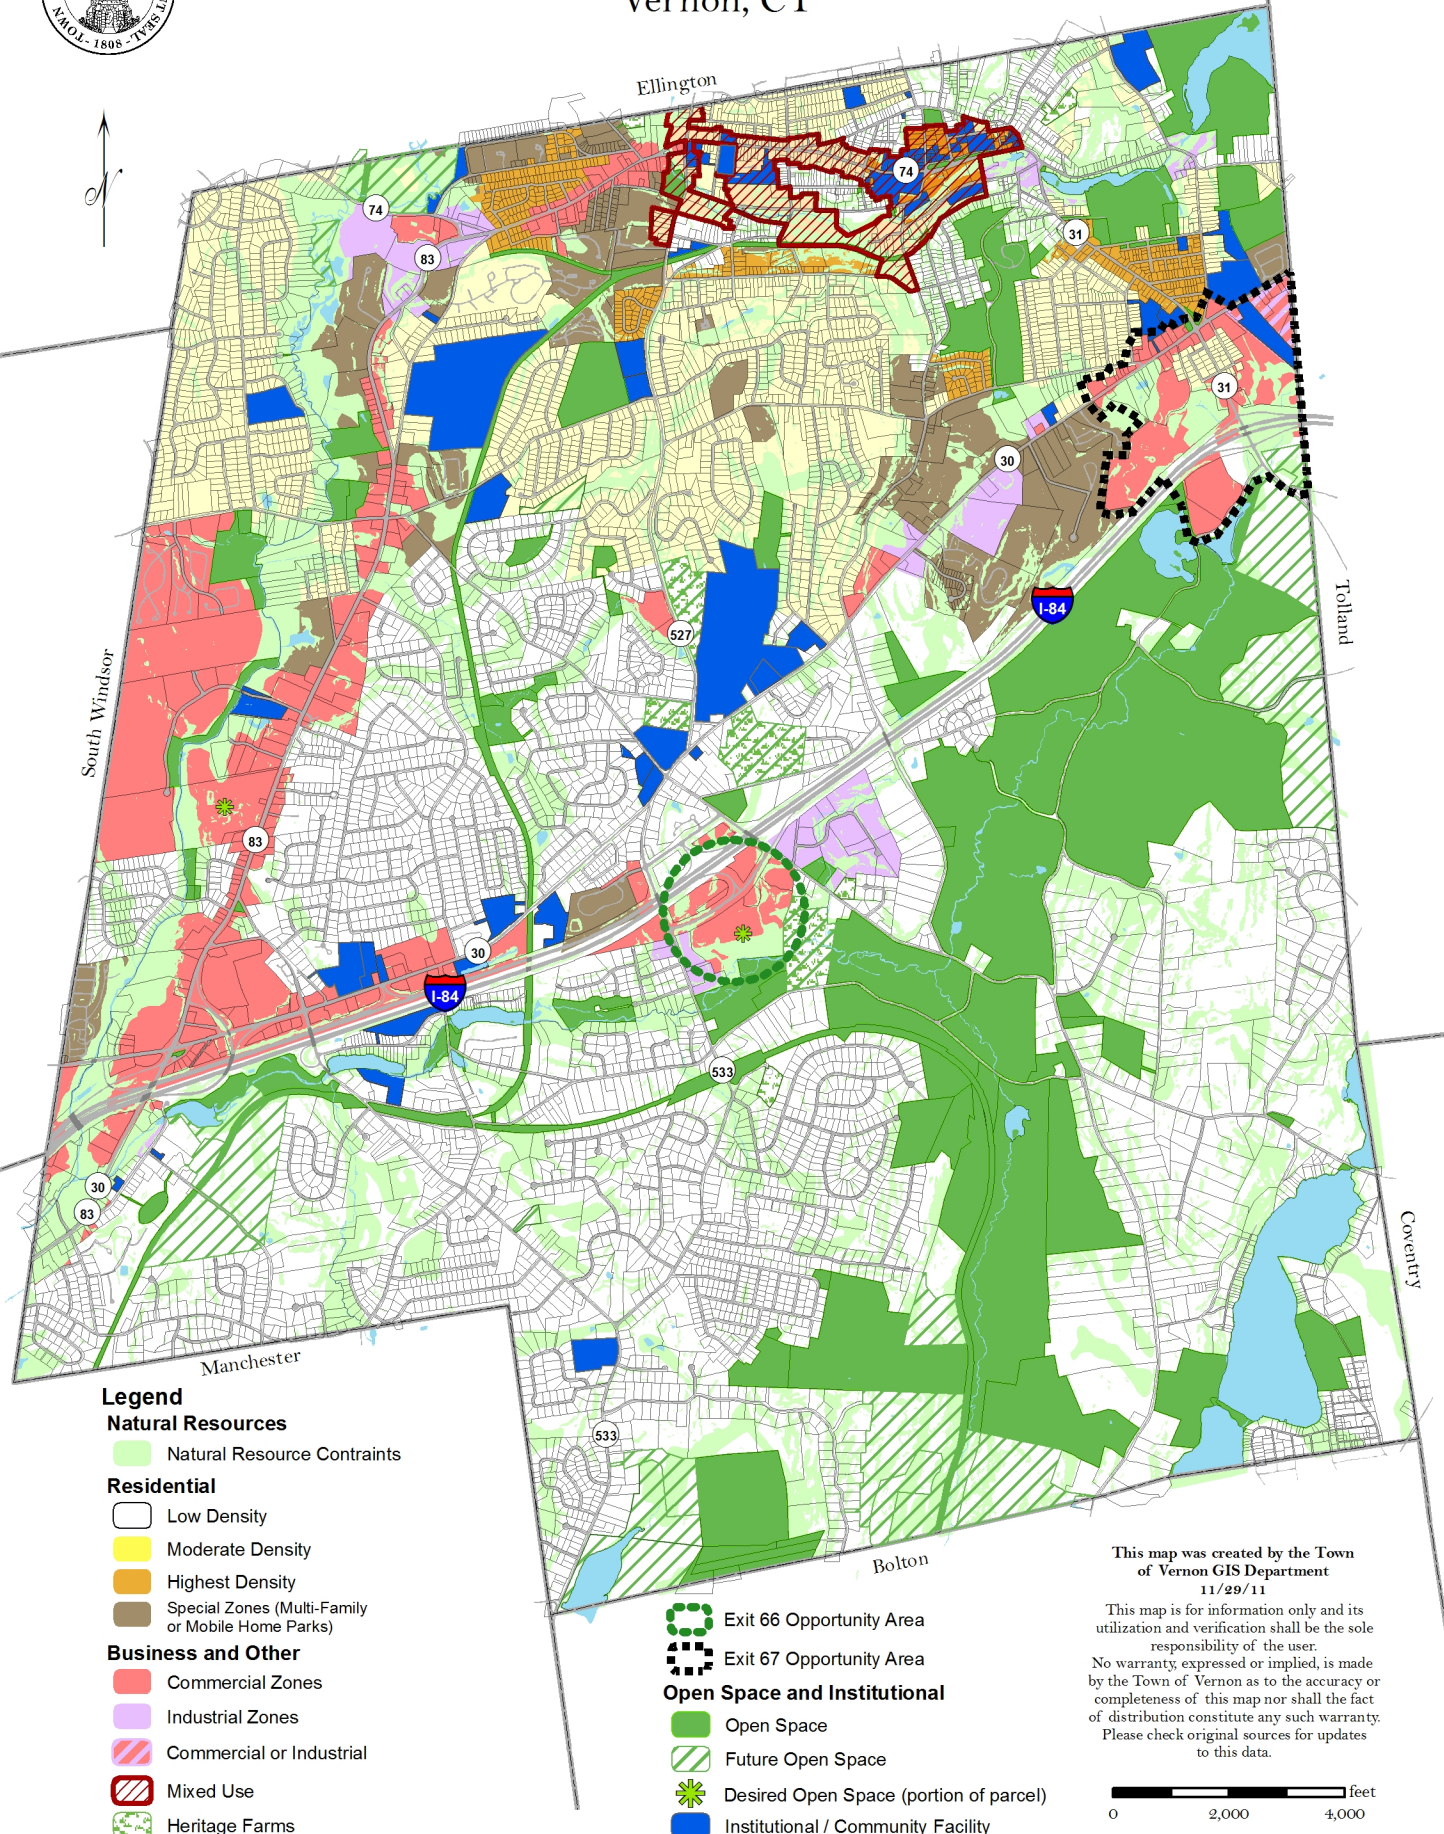 TOWN - 1808 - T SEAL
Vernon, CT
Ellington
N
74
74
83
31
31
30
I-84
527
Tolland
South Windsor
83
30
I-84
533
30
83
Coventry
Manchester
533
Bolton
Legend
Natural Resources
Natural Resource Contraints
Residential
Low Density
Moderate Density
Highest Density
Special Zones (Multi-Family
or Mobile Home Parks)
Business and Other
Commercial Zones
Industrial Zones
Commercial or Industrial
Mixed Use
Heritage Farms
Exit 66 Opportunity Area
Exit 67 Opportunity Area
Open Space and Institutional
Open Space
Future Open Space
Desired Open Space (portion of parcel)
Institutional / Community Facility
This map was created by the Town
of Vernon GIS Department
11/29/11
This map is for information only and its
utilization and verification shall be the sole
responsibility of the user.
No warranty, expressed or implied, is made
by the Town of Vernon as to the accuracy or
completeness of this map nor shall the fact
of distribution constitute any such warranty.
Please check original sources for updates
to this data.
feet
0 2,000 4,000